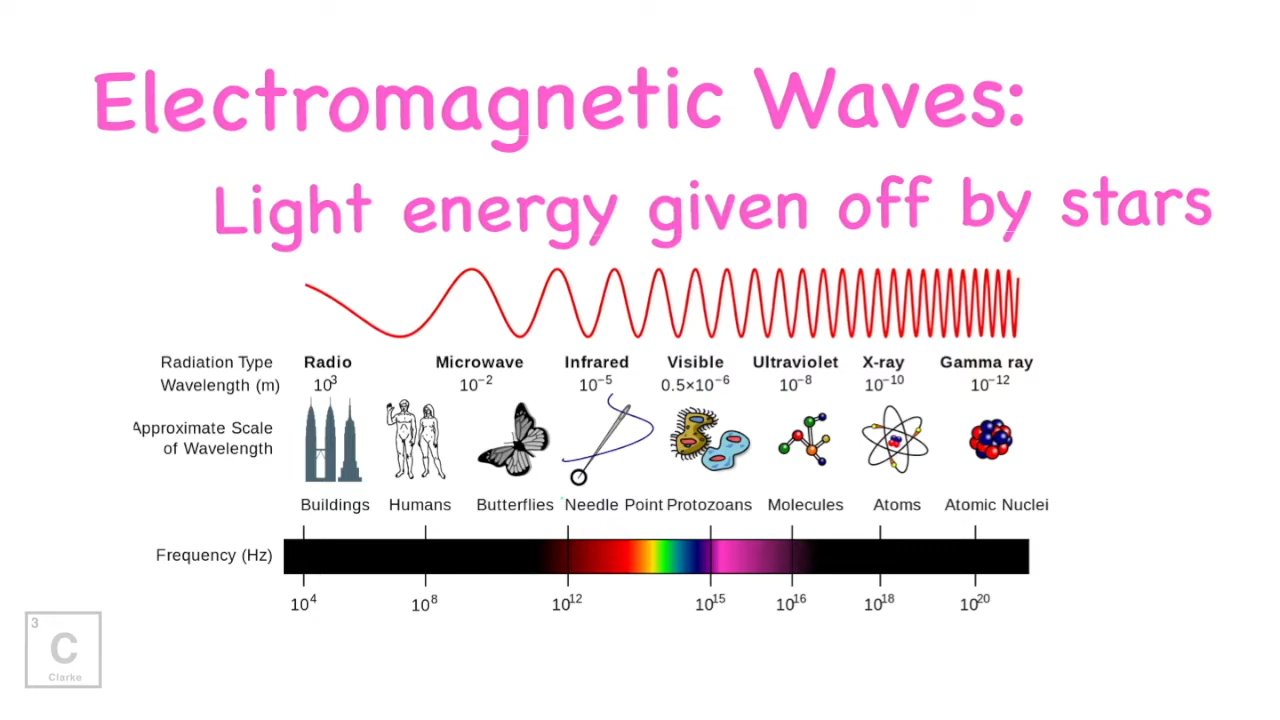 Electromagnetic Waves:
Light energy given off by stars
Radiation Type Radio Microwave Infrared Visible Ultraviolet X-ray Gamma ray
Wavelength (m) 10³ 10⁻² 10⁻⁵ 0.5×10⁻⁶ 10⁻⁸ 10⁻¹⁰ 10⁻¹²
Approximate Scale
of Wavelength
Buildings Humans Butterflies Needle Point Protozoans Molecules Atoms Atomic Nuclei
Frequency (Hz)
10⁴ 10⁸ 10¹² 10¹⁵ 10¹⁶ 10¹⁸ 10²⁰
3
C
Clarke